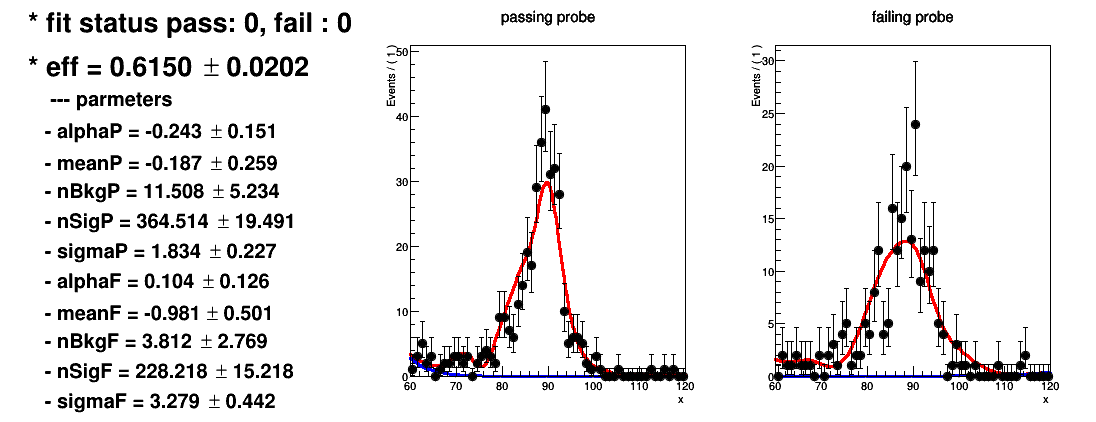 * fit status pass: 0, fail : 0
* eff = 0.6150 ± 0.0202
--- parmeters
- alphaP = -0.243 ± 0.151
- meanP = -0.187 ± 0.259
- nBkgP = 11.508 ± 5.234
- nSigP = 364.514 ± 19.491
- sigmaP = 1.834 ± 0.227
- alphaF = 0.104 ± 0.126
- meanF = -0.981 ± 0.501
- nBkgF = 3.812 ± 2.769
- nSigF = 228.218 ± 15.218
- sigmaF = 3.279 ± 0.442
passing probe
Events / ( 1 )
50
40
30
20
10
0
60 70 80 90 100 110 120
x
failing probe
Events / ( 1 )
30
25
20
15
10
5
0
60 70 80 90 100 110 120
x